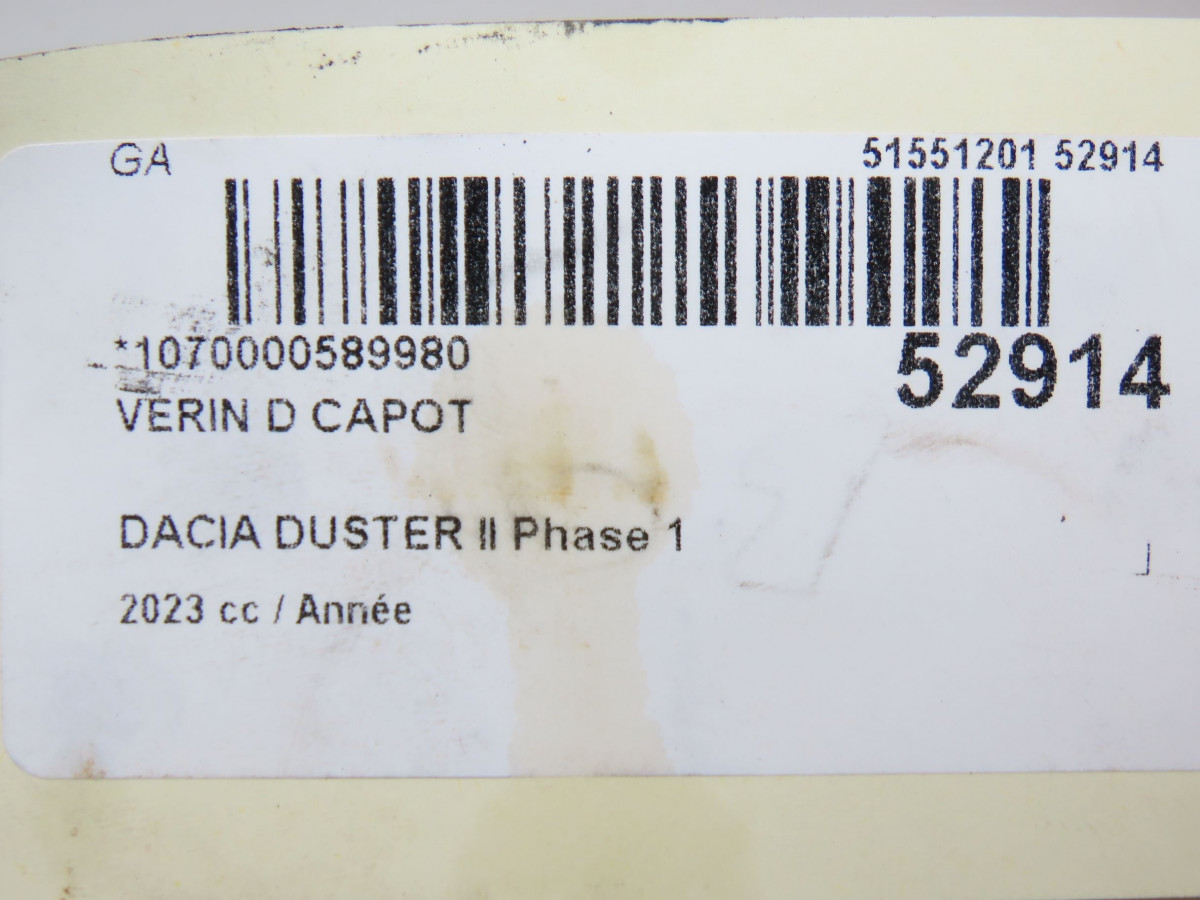 GA
51551201 52914
*1070000589980
52914
VERIN D CAPOT
DACIA DUSTER II Phase 1
2023 cc / Année